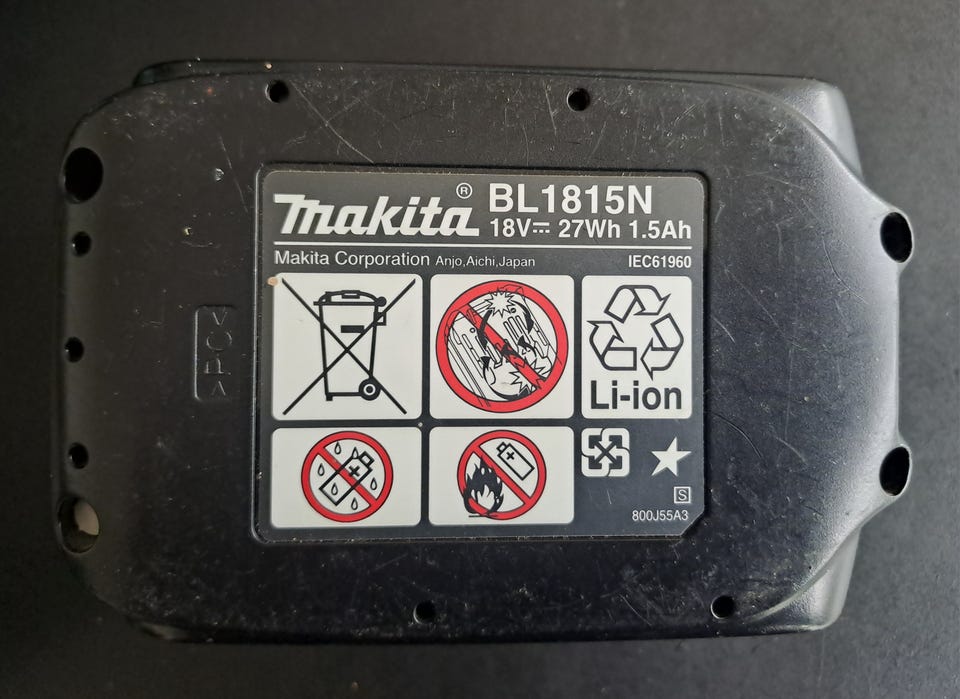 makita® BL1815N
18V⎓ 27Wh 1.5Ah
Makita Corporation Anjo,Aichi,Japan IEC61960
Li-ion
>PC<
S
800J55A3